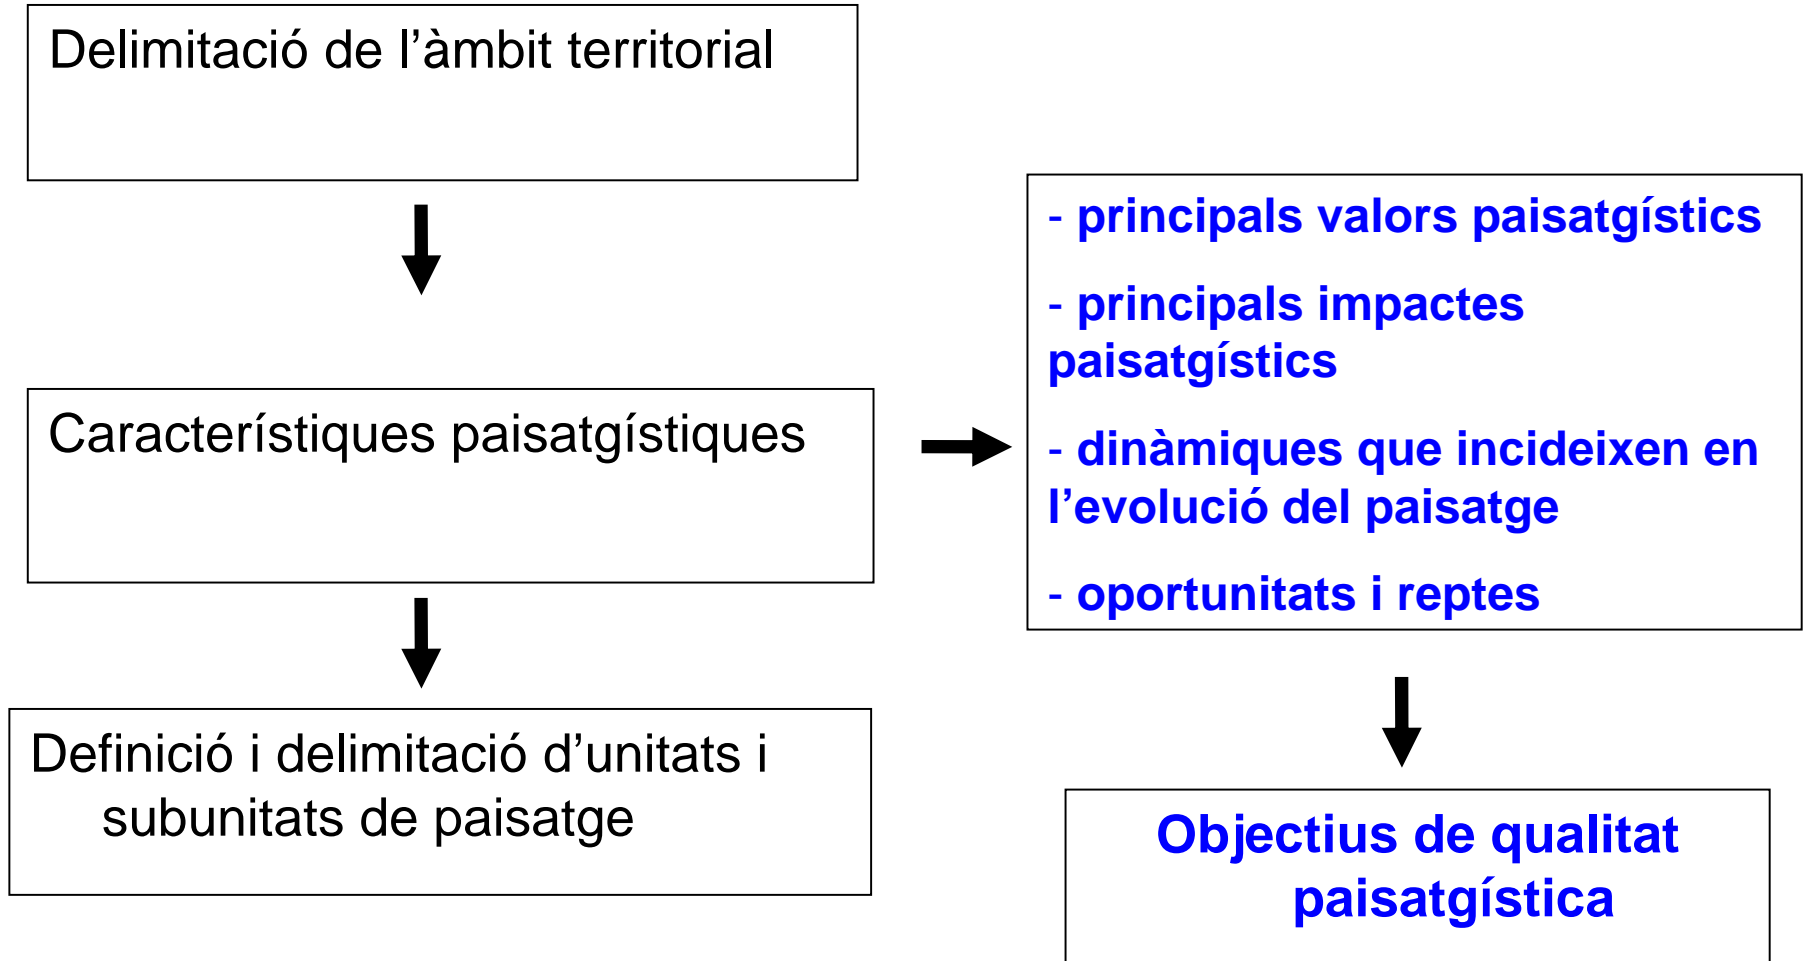 Delimitació de l’àmbit territorial
Característiques paisatgístiques
Definició i delimitació d’unitats i
subunitats de paisatge
- principals valors paisatgístics
- principals impactes
paisatgístics
- dinàmiques que incideixen en
l’evolució del paisatge
- oportunitats i reptes
Objectius de qualitat
paisatgística